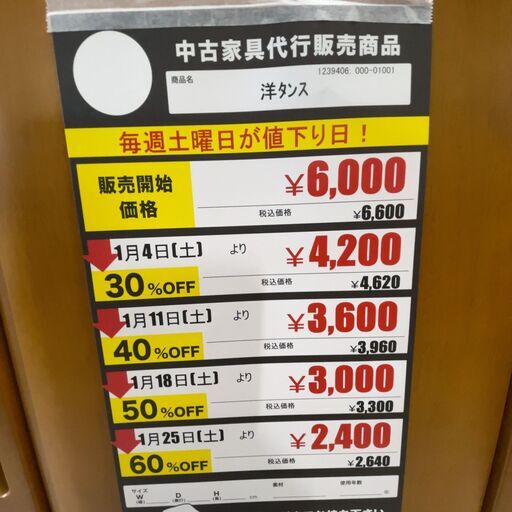 中古家具代行販売商品
1239406: 000-01001
商品名
洋タンス
毎週土曜日が値下り日!
販売開始
価格
¥6,000
税込価格 ¥6,600
1月4日(土) より
30%OFF
¥4,200
税込価格 ¥4,620
1月11日(土) より
40%OFF
¥3,600
税込価格 ¥3,960
1月18日(土) より
50%OFF
¥3,000
税込価格 ¥3,300
1月25日(土) より
60%OFF
¥2,400
税込価格 ¥2,640
サイズ W(幅) D(奥行) H(高) cm 素材 使用年数 年